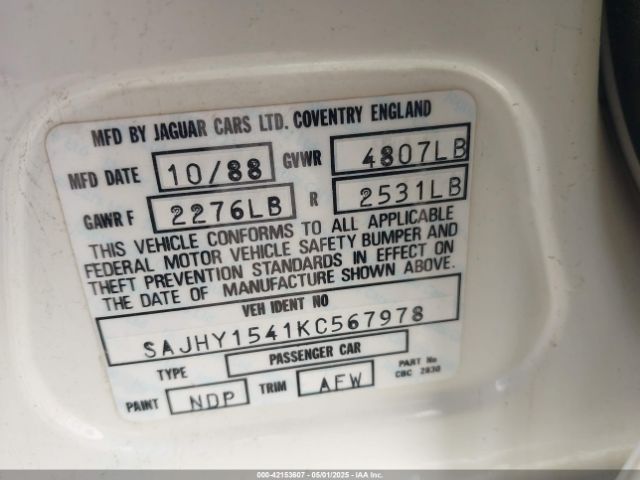 MFD BY JAGUAR CARS LTD. COVENTRY ENGLAND
MFD DATE 10/88 GVWR 4807LB
GAWR F 2276LB R 2531LB
THIS VEHICLE CONFORMS TO ALL APPLICABLE
FEDERAL MOTOR VEHICLE SAFETY BUMPER AND
THEFT PREVENTION STANDARDS IN EFFECT ON
THE DATE OF MANUFACTURE SHOWN ABOVE.
VEH IDENT NO
SAJHY1541KC567978
TYPE PASSENGER CAR
PAINT NDP TRIM AFW PART No
CBC 2930
000-42153607 - 05/01/2025 - IAA Inc.